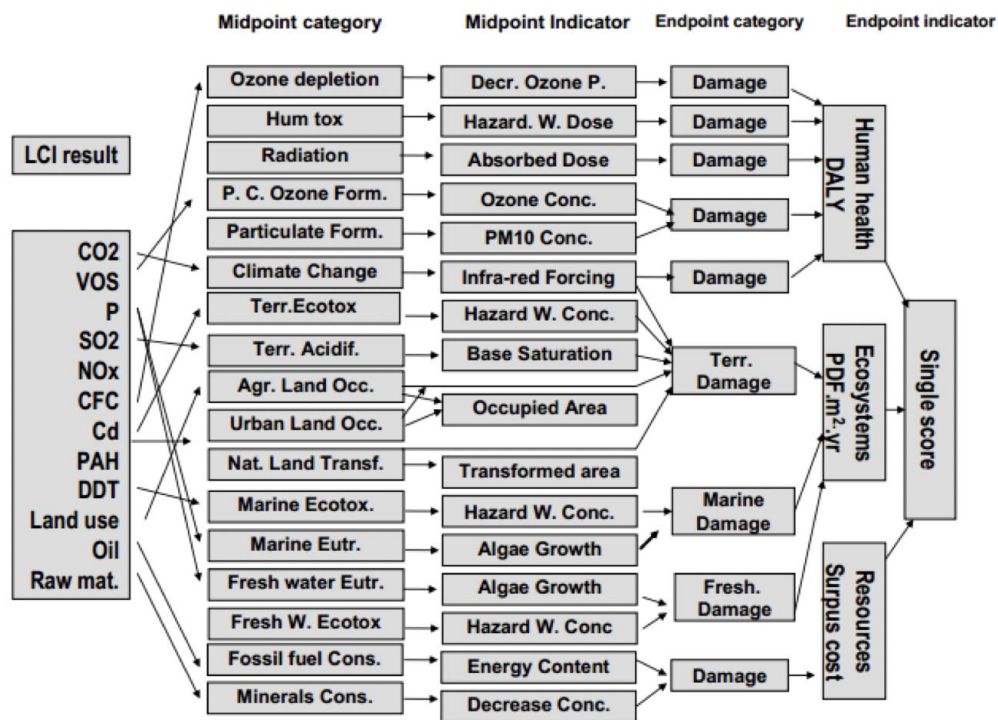 Midpoint category
Midpoint Indicator
Endpoint category
Endpoint indicator
LCI result
CO2
VOS
P
SO2
NOx
CFC
Cd
PAH
DDT
Land use
Oil
Raw mat.
Ozone depletion
Hum tox
Radiation
P. C. Ozone Form.
Particulate Form.
Climate Change
Terr.Ecotox
Terr. Acidif.
Agr. Land Occ.
Urban Land Occ.
Nat. Land Transf.
Marine Ecotox.
Marine Eutr.
Fresh water Eutr.
Fresh W. Ecotox
Fossil fuel Cons.
Minerals Cons.
Decr. Ozone P.
Hazard. W. Dose
Absorbed Dose
Ozone Conc.
PM10 Conc.
Infra-red Forcing
Hazard W. Conc.
Base Saturation
Occupied Area
Transformed area
Hazard W. Conc.
Algae Growth
Algae Growth
Hazard W. Conc
Energy Content
Decrease Conc.
Damage
Damage
Damage
Damage
Damage
Terr.
Damage
Marine
Damage
Fresh.
Damage
Damage
Human health
DALY
Ecosystems
PDF.m².yr
Resources
Surpus cost
Single score